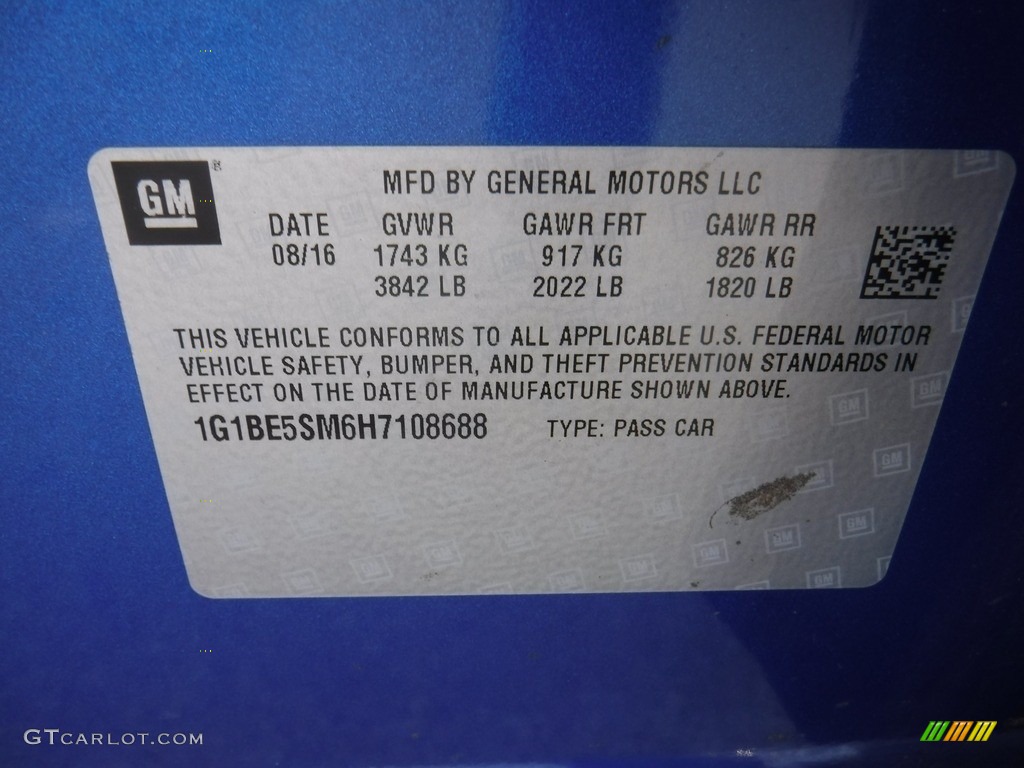 GM
MFD BY GENERAL MOTORS LLC
DATE GVWR GAWR FRT GAWR RR
08/16 1743 KG 917 KG 826 KG
3842 LB 2022 LB 1820 LB
THIS VEHICLE CONFORMS TO ALL APPLICABLE U.S. FEDERAL MOTOR
VEHICLE SAFETY, BUMPER, AND THEFT PREVENTION STANDARDS IN
EFFECT ON THE DATE OF MANUFACTURE SHOWN ABOVE.
1G1BE5SM6H7108688 TYPE: PASS CAR
GTCARLOT.COM